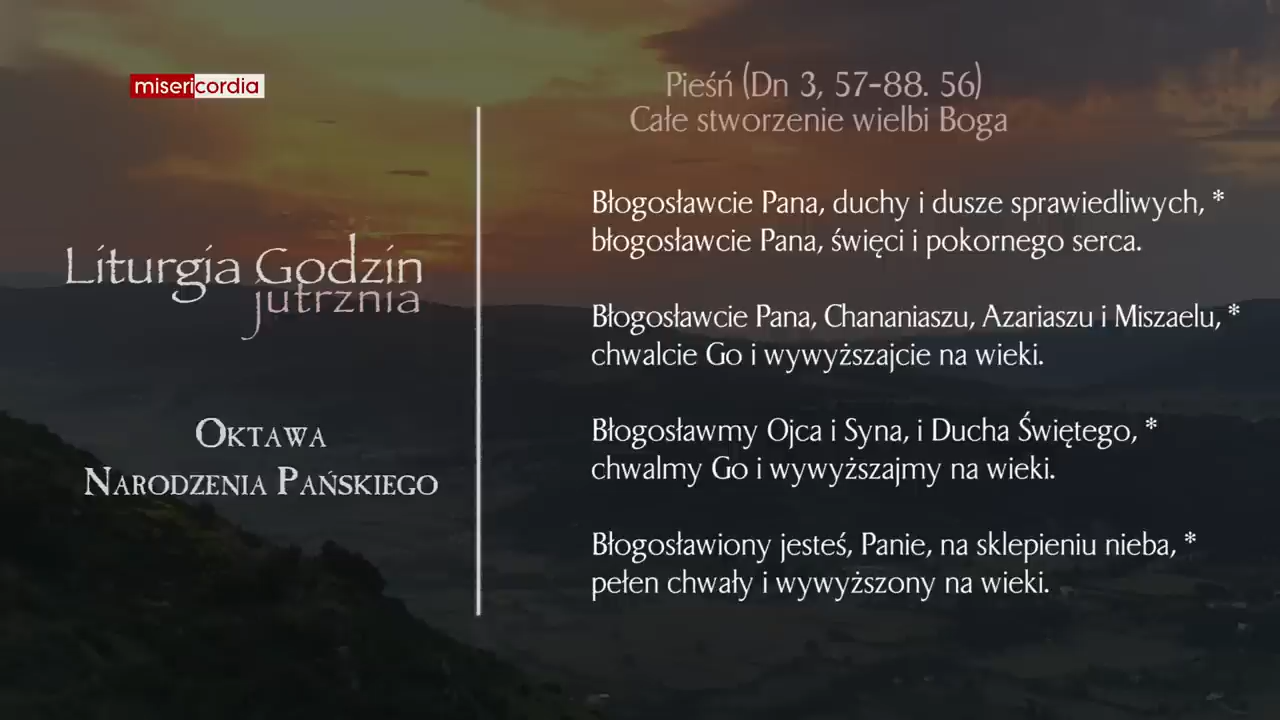 misericordia
Liturgia Godzin
jutrznia
Oktawa
Narodzenia Pańskiego
Pieśń (Dn 3, 57-88. 56)
Całe stworzenie wielbi Boga
Błogosławcie Pana, duchy i dusze sprawiedliwych, *
błogosławcie Pana, święci i pokornego serca.
Błogosławcie Pana, Chananiaszu, Azariaszu i Miszaelu, *
chwalcie Go i wywyższajcie na wieki.
Błogosławmy Ojca i Syna, i Ducha Świętego, *
chwalmy Go i wywyższajmy na wieki.
Błogosławiony jesteś, Panie, na sklepieniu nieba, *
pełen chwały i wywyższony na wieki.